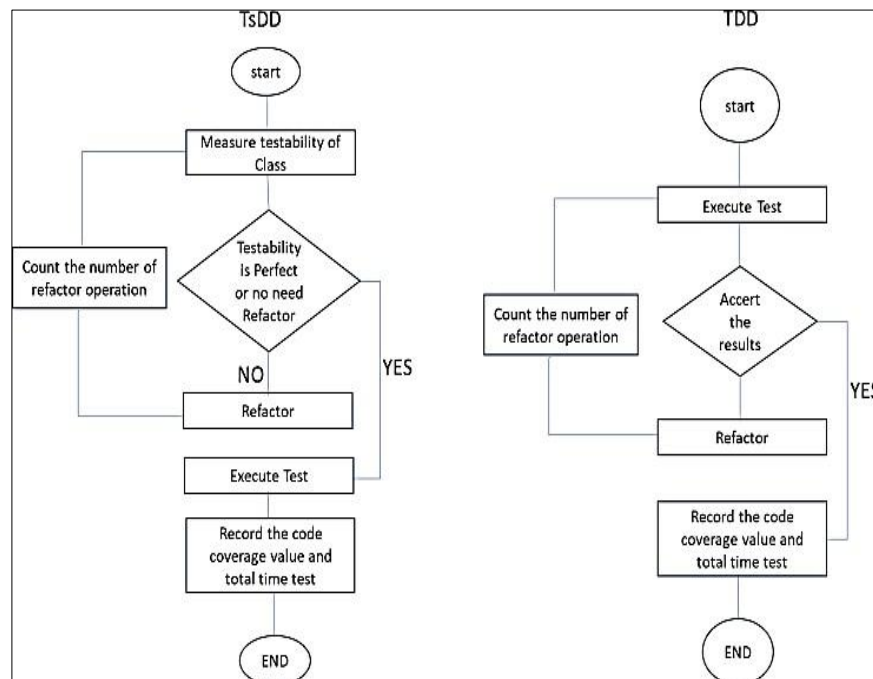 TsDD
start
Measure testability of
Class
Testability
is Perfect
or no need
Refactor
Count the number of
refactor operation
NO
YES
Refactor
Execute Test
Record the code
coverage value and
total time test
END
TDD
start
Execute Test
Accert
the
results
Count the number of
refactor operation
YES
Refactor
Record the code
coverage value and
total time test
END